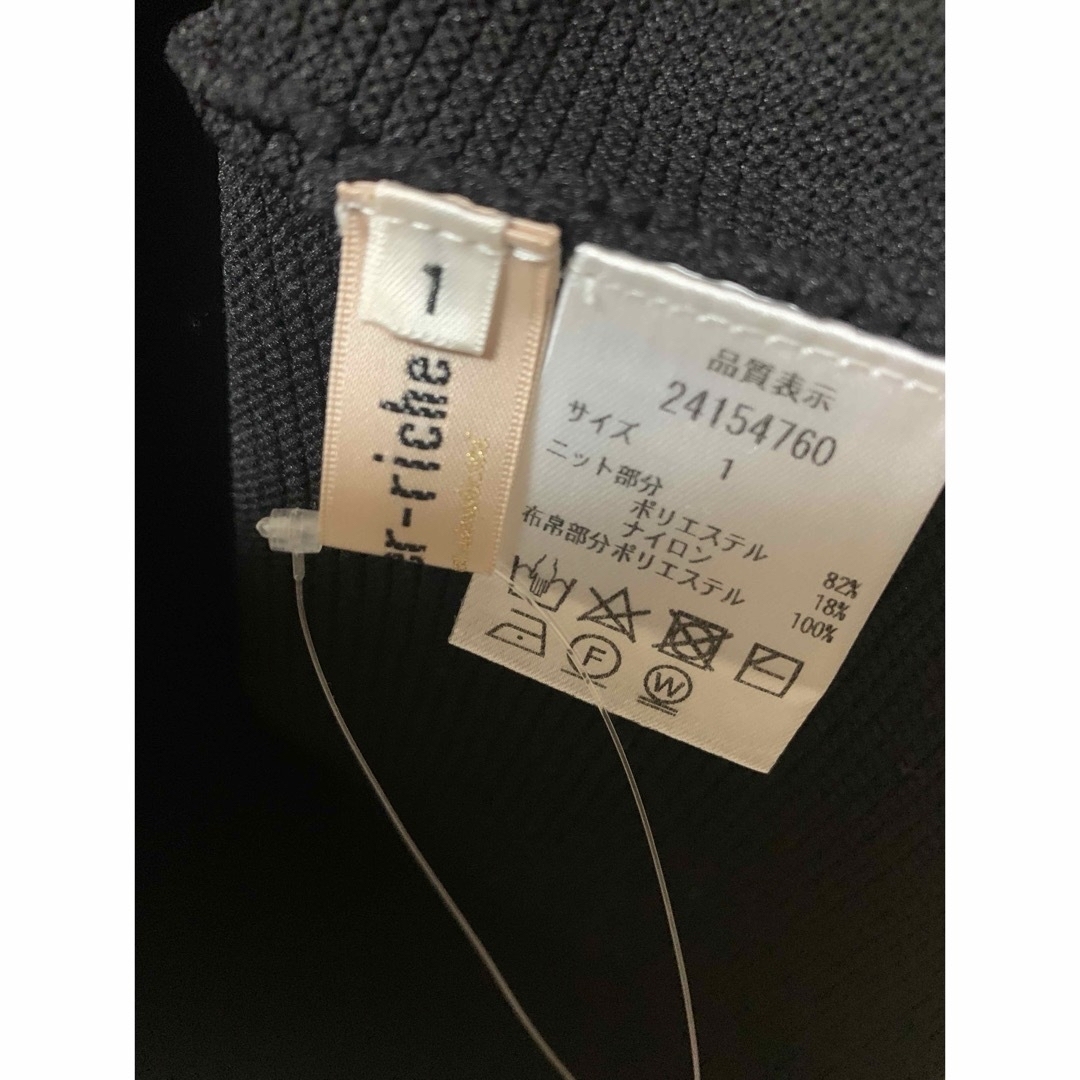 1
er-riche
品質表示
24154760
サイズ 1
ニット部分
ポリエステル 82%
ナイロン 18%
布帛部分ポリエステル 100%
F
W